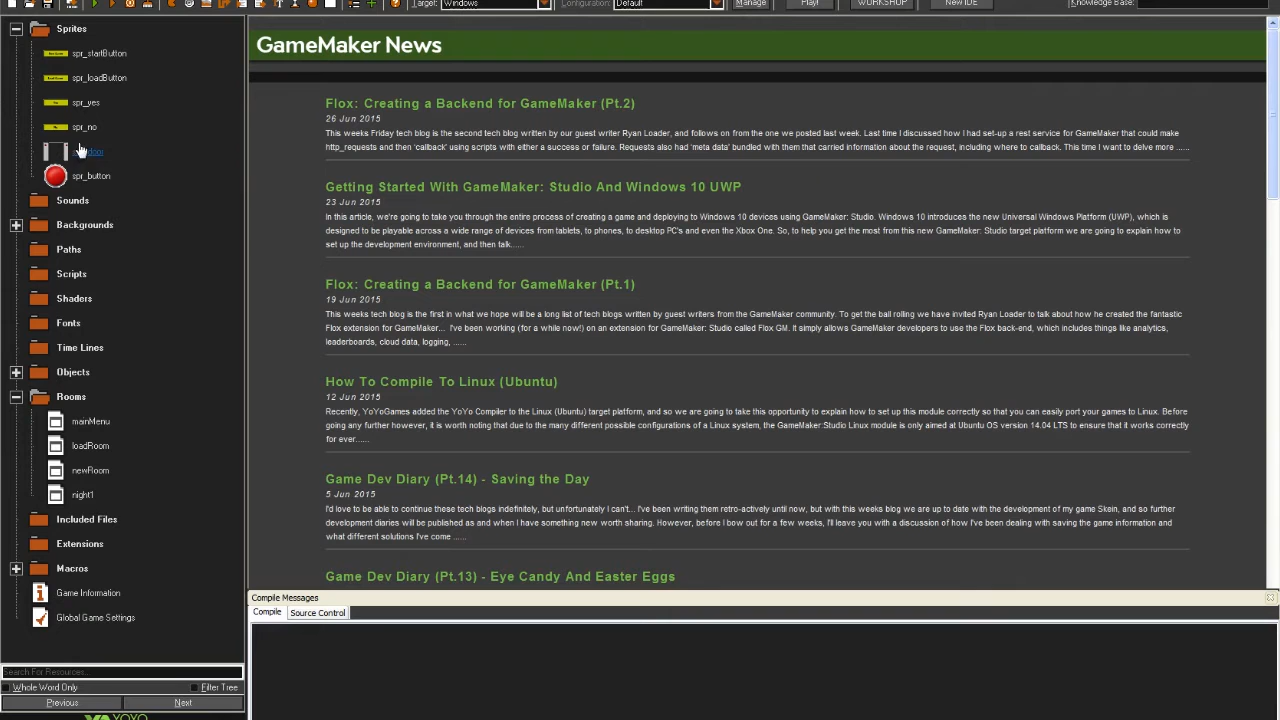 Target: Windows Configuration: Default Manage Play! WORKSHOP New IDE Knowledge Base:
Sprites
spr_startButton
spr_loadButton
spr_yes
spr_no
spr_button
Sounds
Backgrounds
Paths
Scripts
Shaders
Fonts
Time Lines
Objects
Rooms
mainMenu
loadRoom
newRoom
night1
Included Files
Extensions
Macros
Game Information
Global Game Settings
Search For Resources...
Whole Word Only Filter Tree
Previous Next
YOYO
GameMaker News
Flox: Creating a Backend for GameMaker (Pt.2)
26 Jun 2015
This weeks Friday tech blog is the second tech blog written by our guest writer Ryan Loader, and follows on from the one we posted last week. Last time I discussed how I had set-up a rest service for GameMaker that could make
http_requests and then 'callback' using scripts with either a success or failure. Requests also had 'meta data' bundled with them that carried information about the request, including where to callback. This time I want to delve more ......
Getting Started With GameMaker: Studio And Windows 10 UWP
23 Jun 2015
In this article, we're going to take you through the entire process of creating a game and deploying to Windows 10 devices using GameMaker: Studio. Windows 10 introduces the new Universal Windows Platform (UWP), which is
designed to be playable across a wide range of devices from tablets, to phones, to desktop PC's and even the Xbox One. So, to help you get the most from this new GameMaker: Studio target platform we are going to explain how to
set up the development environment, and then talk......
Flox: Creating a Backend for GameMaker (Pt.1)
19 Jun 2015
This weeks tech blog is the first in what we hope will be a long list of tech blogs written by guest writers from the GameMaker community. To get the ball rolling we have invited Ryan Loader to talk about how he created the fantastic
Flox extension for GameMaker... I've been working (for a while now!) on an extension for GameMaker: Studio called Flox GM. It simply allows GameMaker developers to use the Flox back-end, which includes things like analytics,
leaderboards, cloud data, logging, ......
How To Compile To Linux (Ubuntu)
12 Jun 2015
Recently, YoYoGames added the YoYo Compiler to the Linux (Ubuntu) target platform, and so we are going to take this opportunity to explain how to set up this module correctly so that you can easily port your games to Linux. Before
going any further however, it is worth noting that due to the many different possible configurations of a Linux system, the GameMaker:Studio Linux module is only aimed at Ubuntu OS version 14.04 LTS to ensure that it works correctly
for ever......
Game Dev Diary (Pt.14) - Saving the Day
5 Jun 2015
I'd love to be able to continue these tech blogs indefinitely, but unfortunately I can't... I've been writing them retro-actively until now, but with this weeks blog we are up to date with the development of my game Skein, and so further
development diaries will be published as and when I have something new worth sharing. However, before I bow out for a few weeks, I'll leave you with a discussion of how I've been dealing with saving the game information and
what different solutions I've come ......
Game Dev Diary (Pt.13) - Eye Candy And Easter Eggs
Compile Messages
Compile Source Control